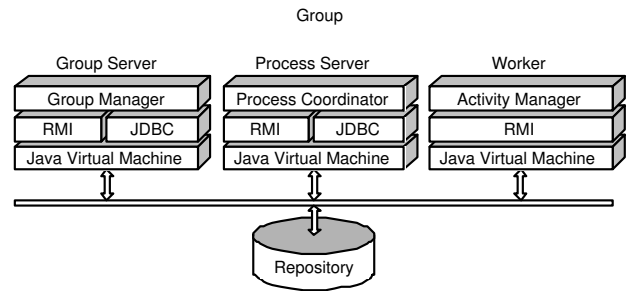 Group
Group Server Process Server Worker
Group Manager Process Coordinator Activity Manager
RMI JDBC RMI JDBC RMI
Java Virtual Machine Java Virtual Machine Java Virtual Machine
Repository